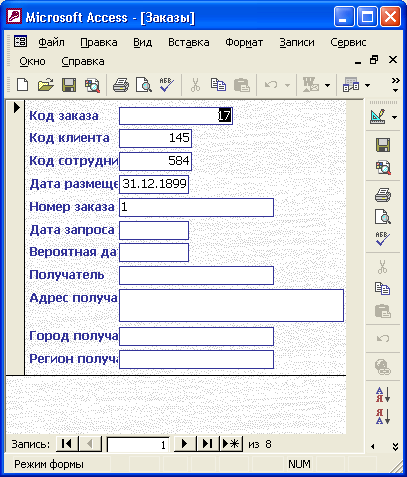 Microsoft Access - [Заказы]
Файл Правка Вид Вставка Формат Записи Сервис
Окно Справка
Код заказа 17
Код клиента 145
Код сотрудни 584
Дата размеще 31.12.1899
Номер заказа 1
Дата запроса
Вероятная да
Получатель
Адрес получа
Город получа
Регион получ
Запись: 1 из 8
Режим формы NUM